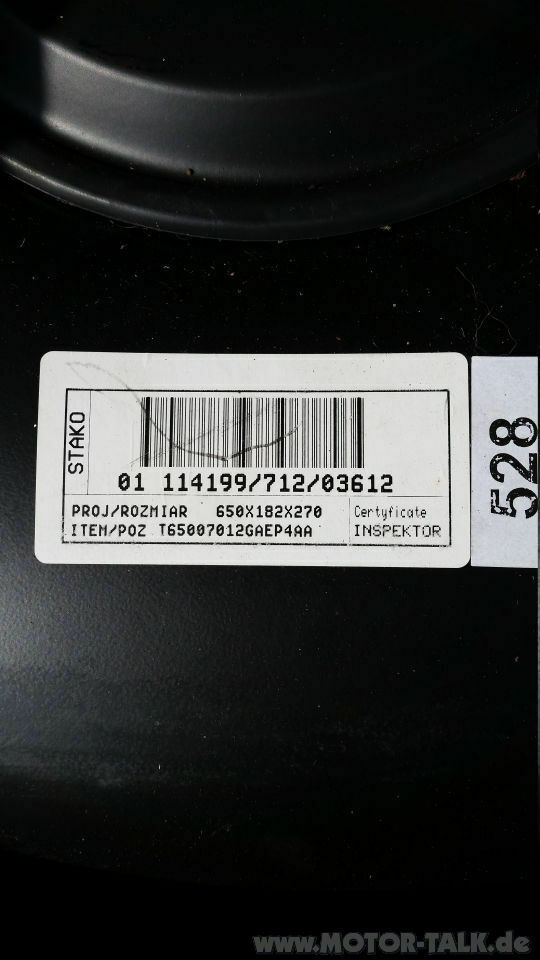 STAKO
01 114199/712/03612
PROJ/ROZMIAR 650X182X270
ITEM/POZ T65007012GAEP4AA
Certyficate
INSPEKTOR
528
www.MOTOR-TALK.de